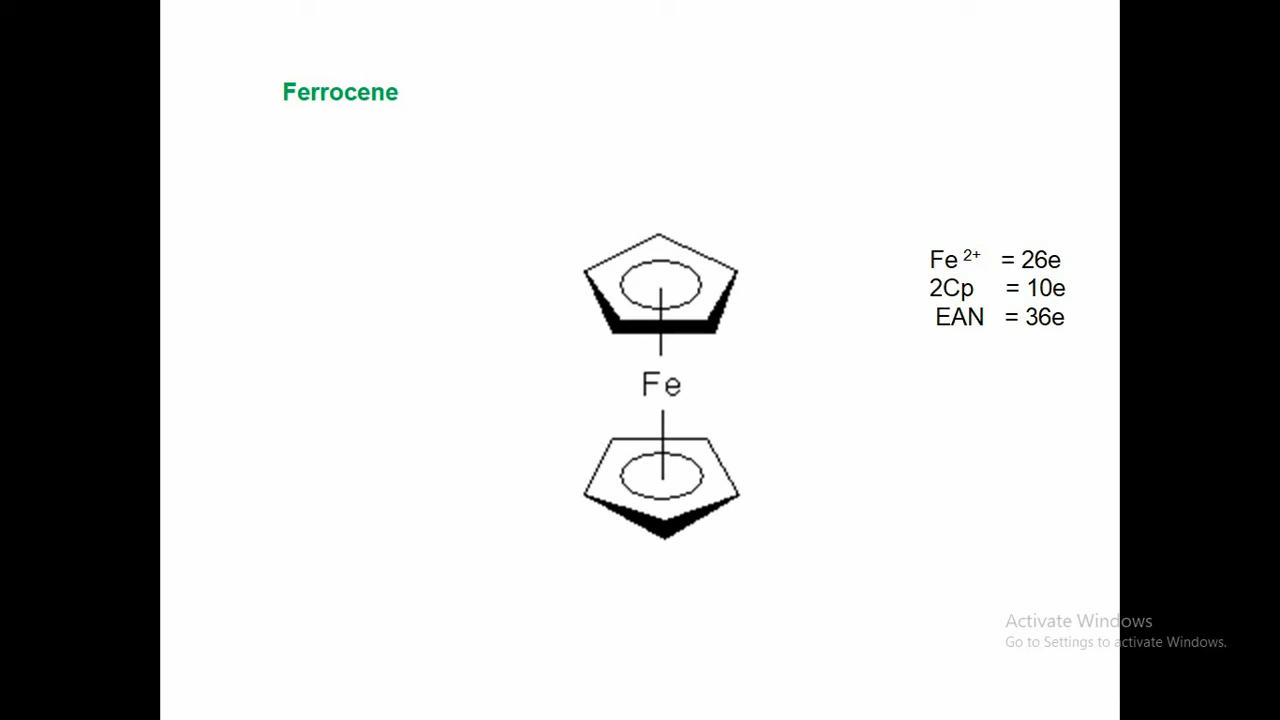 Ferrocene
Fe 2+ = 26e
2Cp = 10e
EAN = 36e
Fe
Activate Windows
Go to Settings to activate Windows.